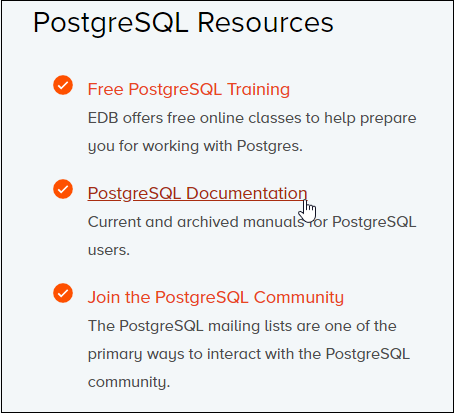 PostgreSQL Resources
Free PostgreSQL Training
EDB offers free online classes to help prepare
you for working with Postgres.
PostgreSQL Documentation
Current and archived manuals for PostgreSQL
users.
Join the PostgreSQL Community
The PostgreSQL mailing lists are one of the
primary ways to interact with the PostgreSQL
community.